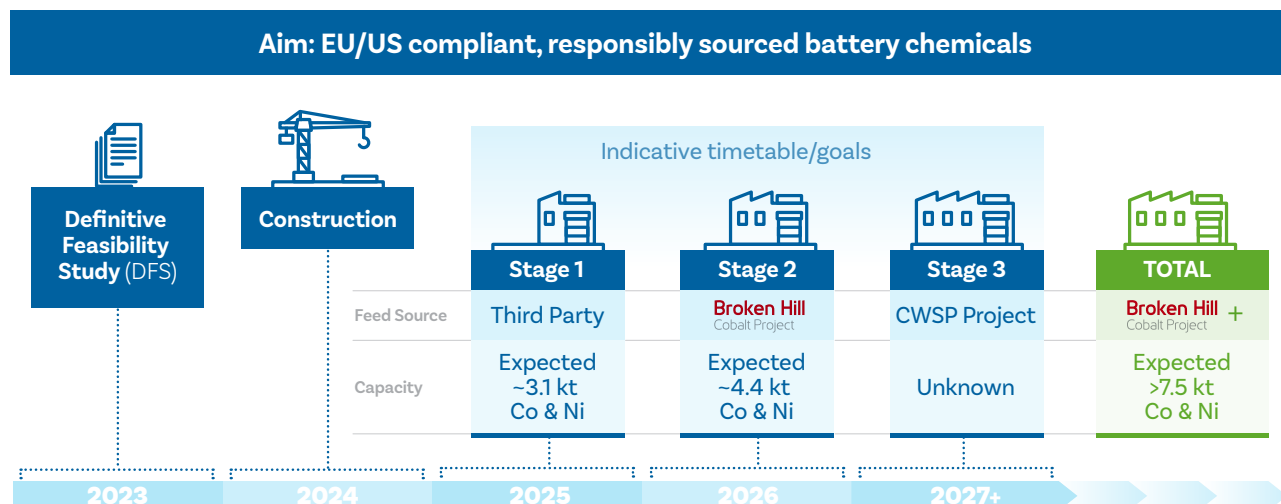 Aim: EU/US compliant, responsibly sourced battery chemicals
Indicative timetable/goals
Definitive
Feasibility
Study (DFS)
Construction
Stage 1
Stage 2
Stage 3
TOTAL
Feed Source
Third Party
Broken Hill
Cobalt Project
CWSP Project
Broken Hill +
Cobalt Project
Capacity
Expected
~3.1 kt
Co & Ni
Expected
~4.4 kt
Co & Ni
Unknown
Expected
>7.5 kt
Co & Ni
2023
2024
2025
2026
2027+